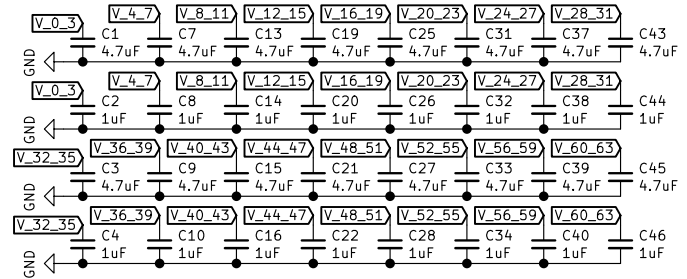 V_0_3 V_4_7 V_8_11 V_12_15 V_16_19 V_20_23 V_24_27 V_28_31
C1 C7 C13 C19 C25 C31 C37 C43
4.7uF 4.7uF 4.7uF 4.7uF 4.7uF 4.7uF 4.7uF 4.7uF
GND
V_0_3 V_4_7 V_8_11 V_12_15 V_16_19 V_20_23 V_24_27 V_28_31
C2 C8 C14 C20 C26 C32 C38 C44
1uF 1uF 1uF 1uF 1uF 1uF 1uF 1uF
GND
V_32_35 V_36_39 V_40_43 V_44_47 V_48_51 V_52_55 V_56_59 V_60_63
C3 C9 C15 C21 C27 C33 C39 C45
4.7uF 4.7uF 4.7uF 4.7uF 4.7uF 4.7uF 4.7uF 4.7uF
GND
V_32_35 V_36_39 V_40_43 V_44_47 V_48_51 V_52_55 V_56_59 V_60_63
C4 C10 C16 C22 C28 C34 C40 C46
1uF 1uF 1uF 1uF 1uF 1uF 1uF 1uF
GND